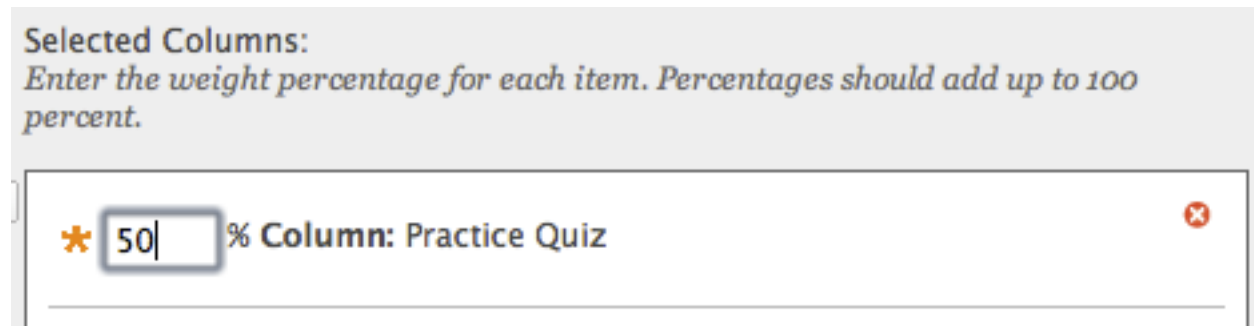 Selected Columns:
Enter the weight percentage for each item. Percentages should add up to 100
percent.
* 50 % Column: Practice Quiz